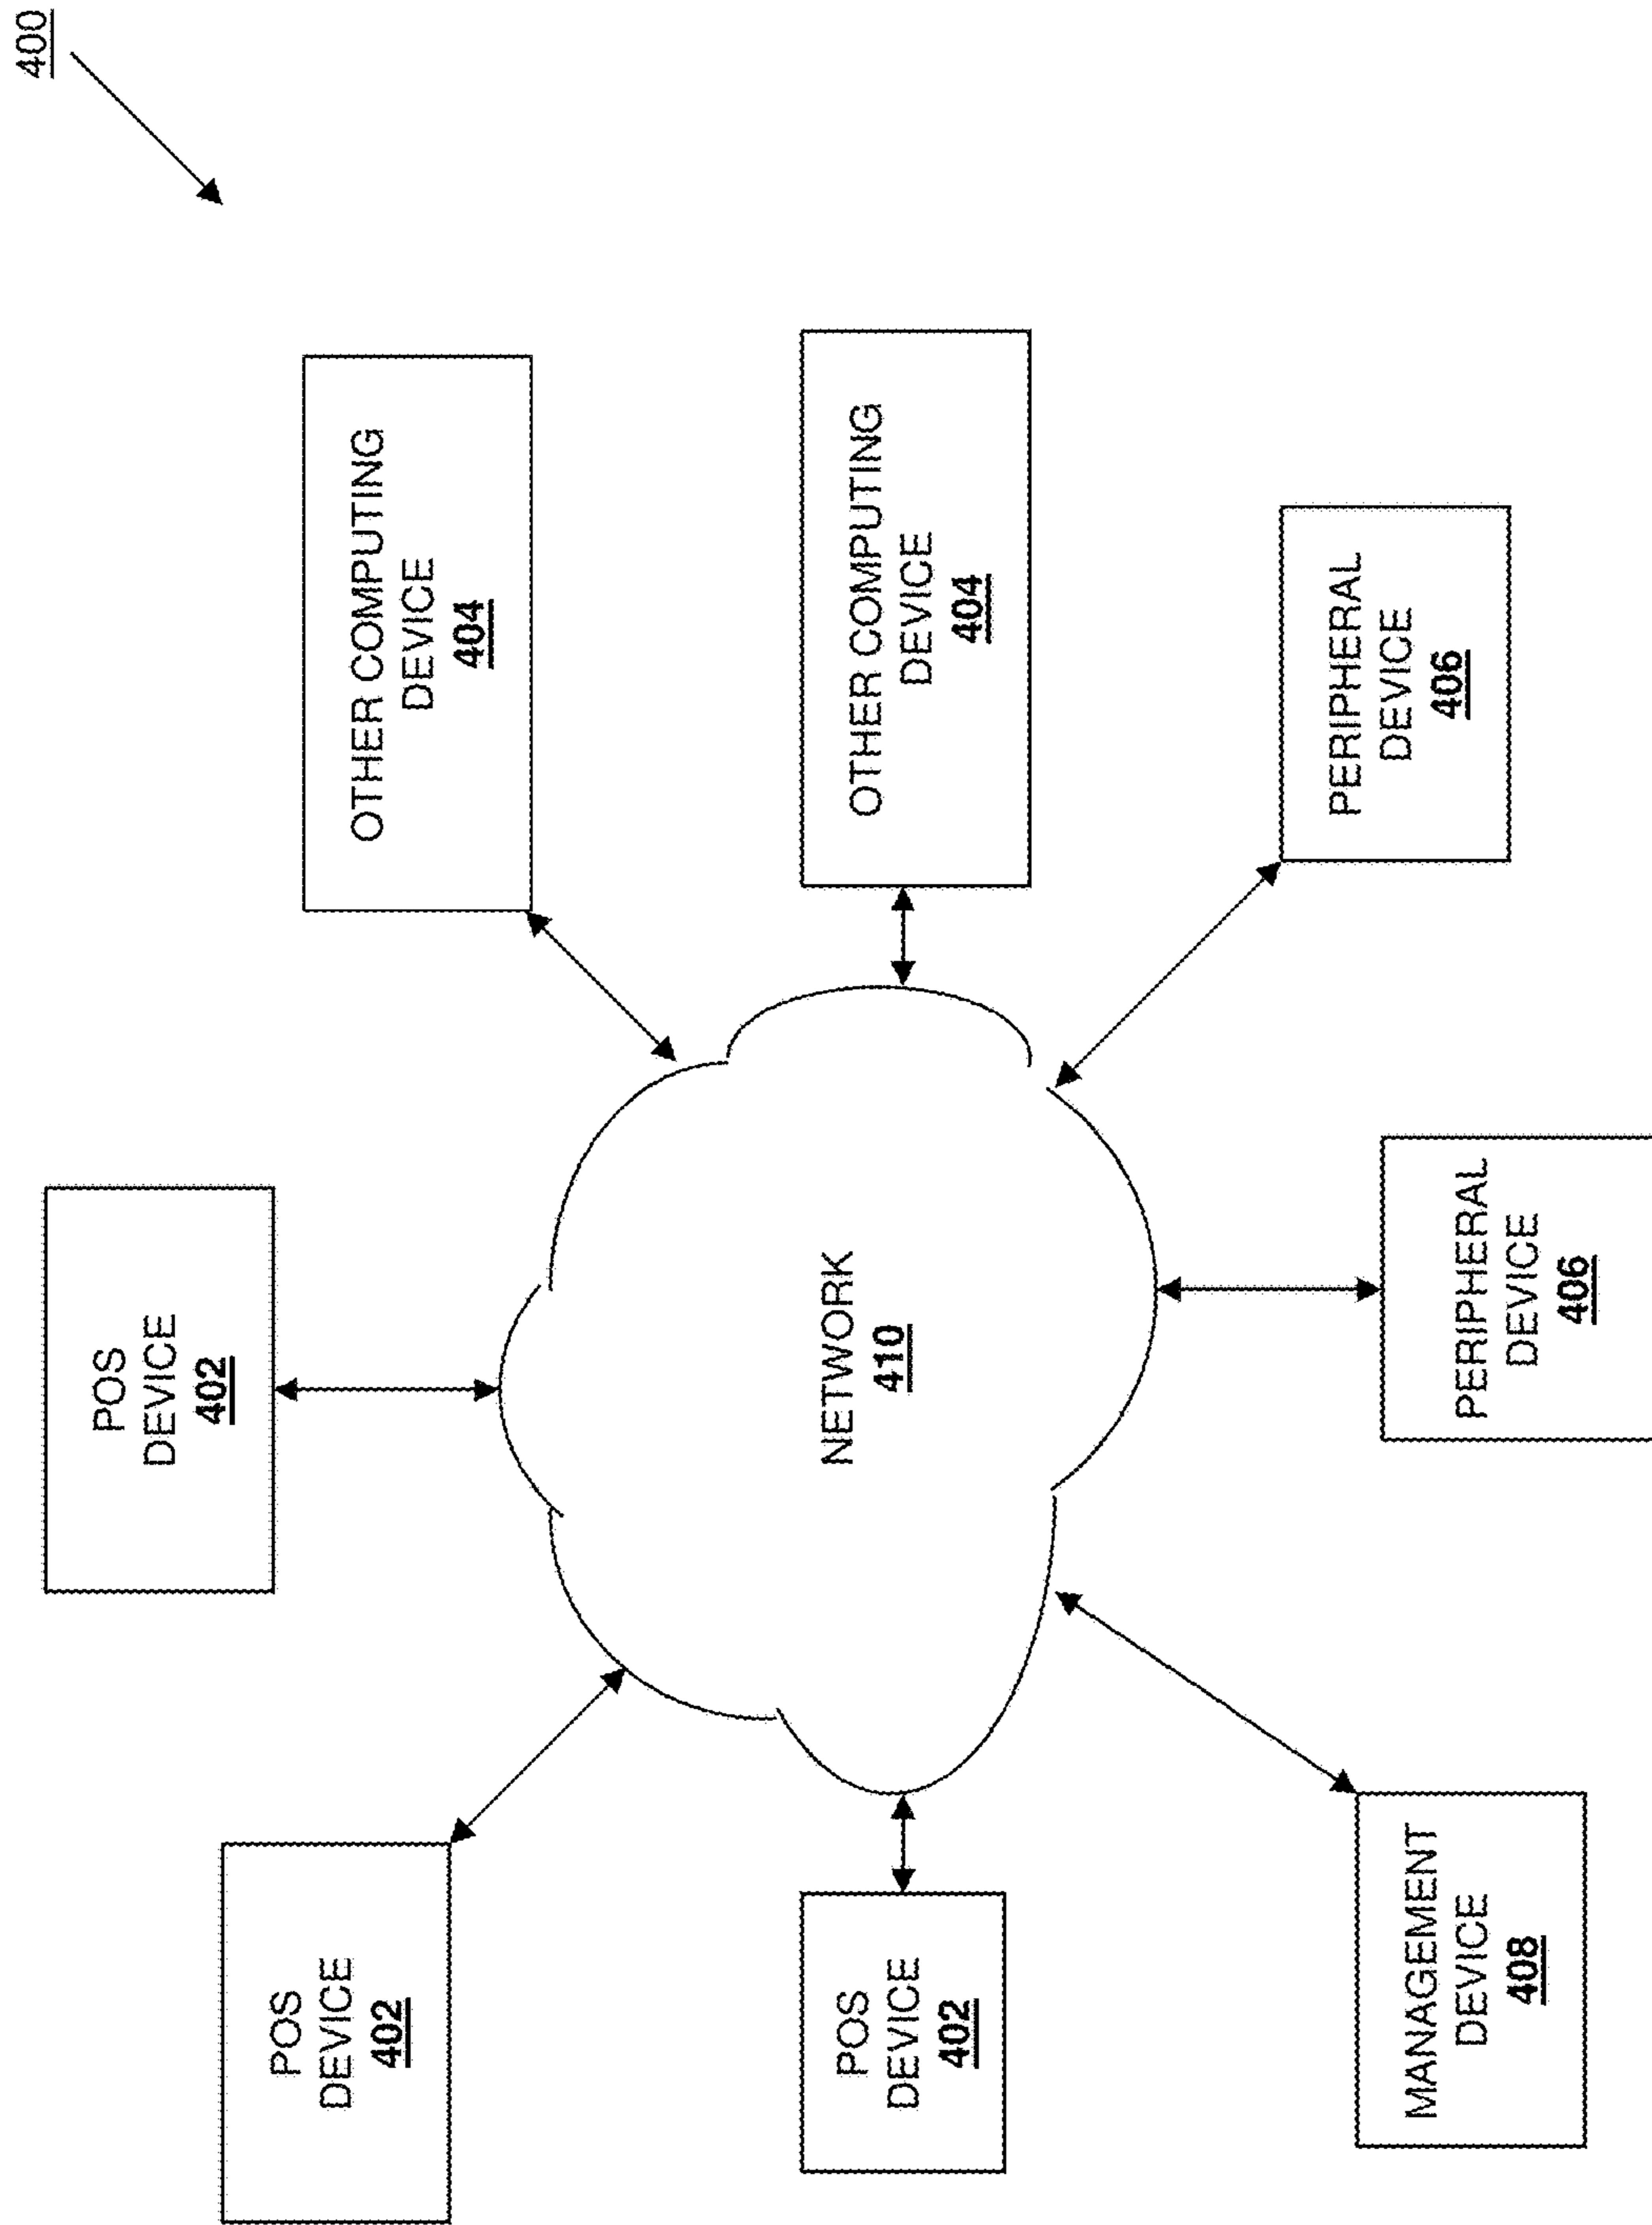 400
POS
DEVICE
402
POS
DEVICE
402
OTHER COMPUTING
DEVICE
404
POS
DEVICE
402
NETWORK
410
OTHER COMPUTING
DEVICE
404
MANAGEMENT
DEVICE
408
PERIPHERAL
DEVICE
406
PERIPHERAL
DEVICE
406